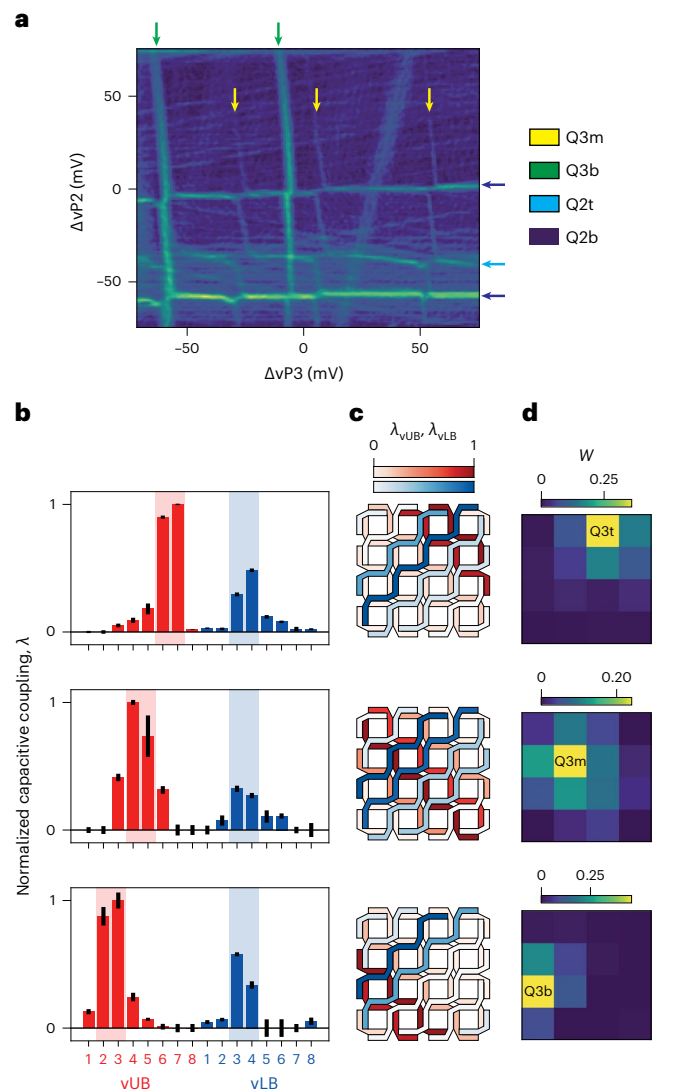 a
50
0
−50
ΔvP2 (mV)
−50 0 50
ΔvP3 (mV)
Q3m
Q3b
Q2t
Q2b
b
c
d
Normalized capacitive coupling, λ
1
0
1
0
1
0
1 2 3 4 5 6 7 8 1 2 3 4 5 6 7 8
vUB vLB
λvUB, λvLB
0 1
W
0 0.25
Q3t
0 0.20
Q3m
0 0.25
Q3b